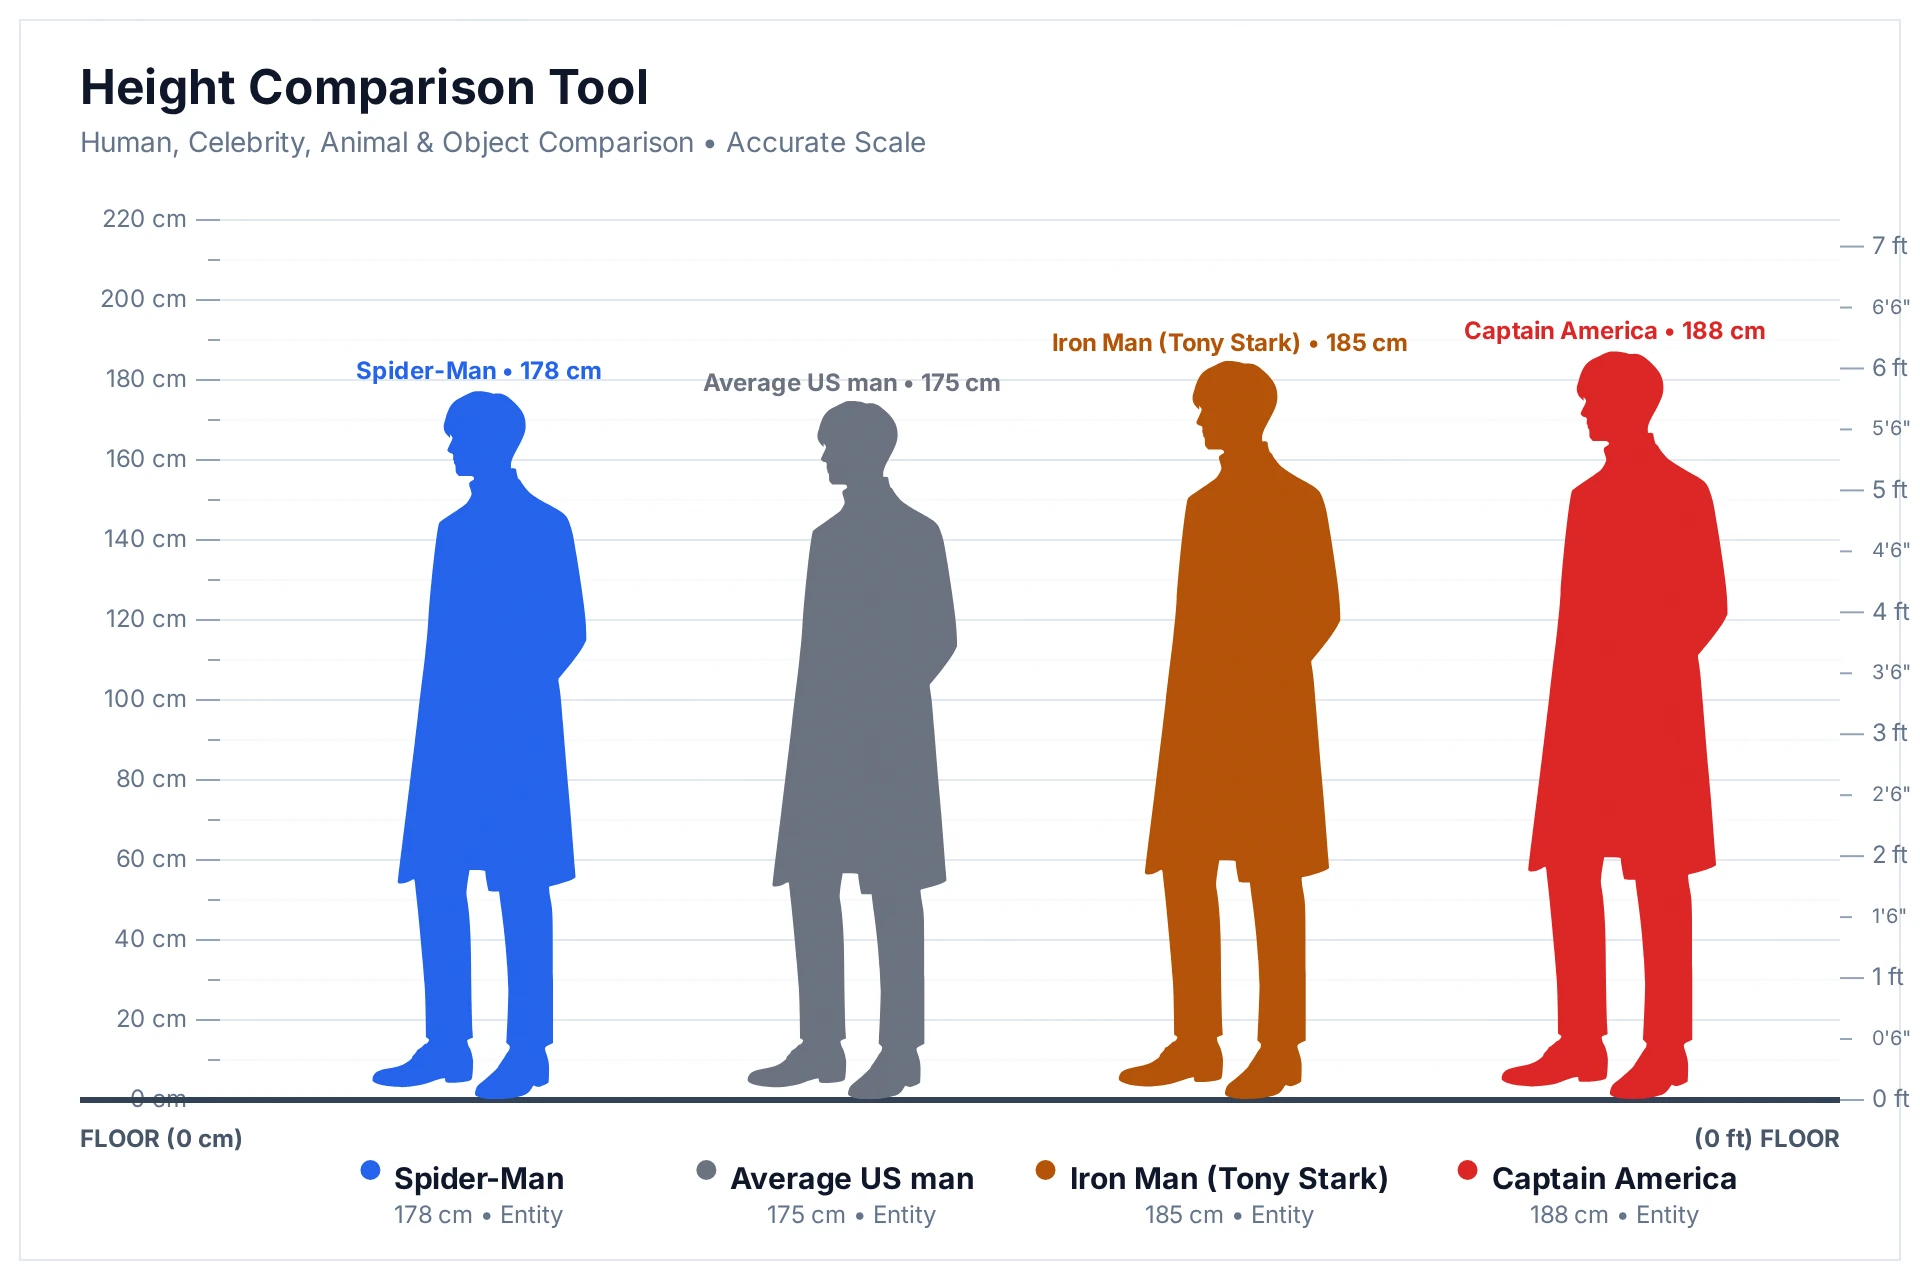 Height Comparison Tool
Human, Celebrity, Animal & Object Comparison • Accurate Scale
220 cm
7 ft
200 cm
6'6"
Captain America • 188 cm
Iron Man (Tony Stark) • 185 cm
6 ft
Spider-Man • 178 cm
180 cm
Average US man • 175 cm
5'6"
160 cm
5 ft
140 cm
4'6"
120 cm
4 ft
3'6"
100 cm
3 ft
80 cm
2'6"
60 cm
2 ft
1'6"
40 cm
1 ft
20 cm
0'6"
0 cm
0 ft
FLOOR (0 cm)
(0 ft) FLOOR
Spider-Man
Average US man
Iron Man (Tony Stark)
Captain America
178 cm • Entity
175 cm • Entity
185 cm • Entity
188 cm • Entity